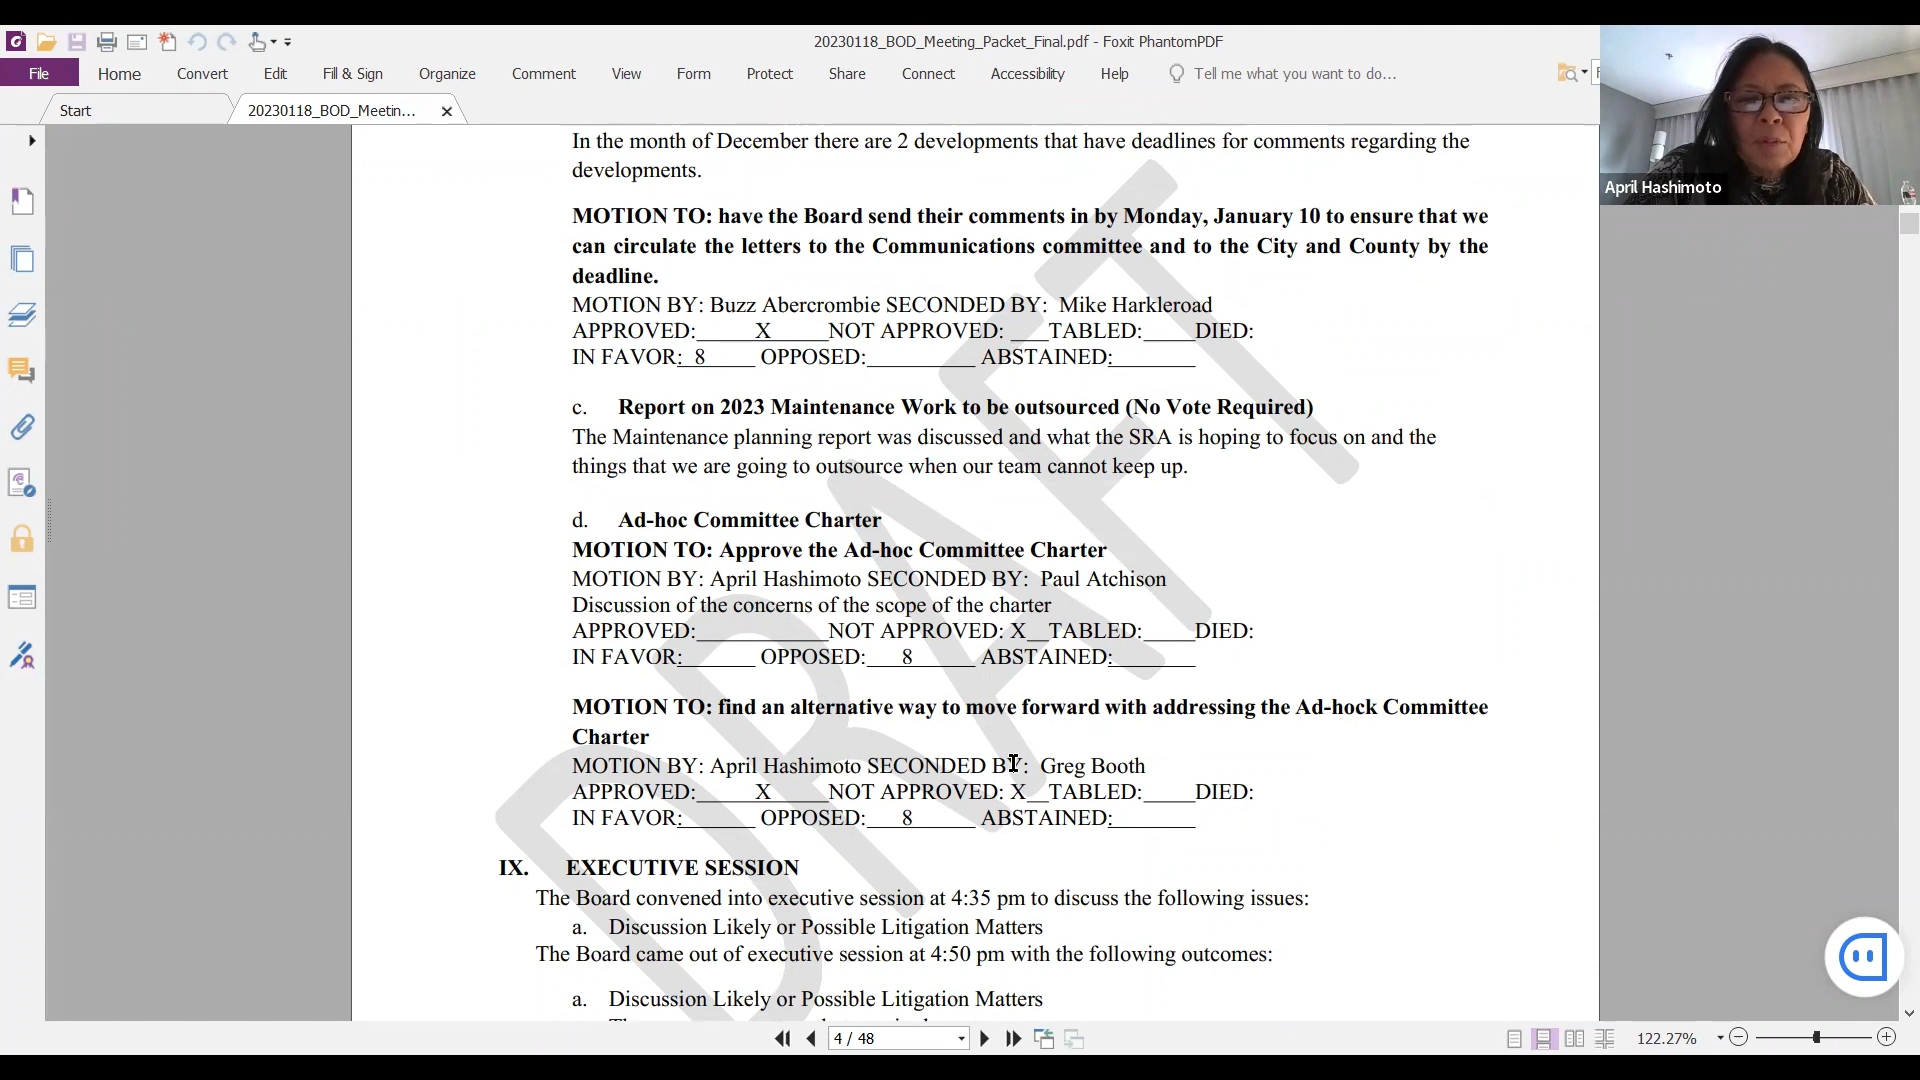 20230118_BOD_Meeting_Packet_Final.pdf - Foxit PhantomPDF
File Home Convert Edit Fill & Sign Organize Comment View Form Protect Share Connect Accessibility Help Tell me what you want to do...
Start 20230118_BOD_Meetin...
April Hashimoto
In the month of December there are 2 developments that have deadlines for comments regarding the
developments.
MOTION TO: have the Board send their comments in by Monday, January 10 to ensure that we
can circulate the letters to the Communications committee and to the City and County by the
deadline.
MOTION BY: Buzz Abercrombie SECONDED BY: Mike Harkleroad
APPROVED:_____X_____NOT APPROVED: ___TABLED:____DIED:
IN FAVOR:_8____ OPPOSED:_________ ABSTAINED:_______
c. Report on 2023 Maintenance Work to be outsourced (No Vote Required)
The Maintenance planning report was discussed and what the SRA is hoping to focus on and the
things that we are going to outsource when our team cannot keep up.
d. Ad-hoc Committee Charter
MOTION TO: Approve the Ad-hoc Committee Charter
MOTION BY: April Hashimoto SECONDED BY: Paul Atchison
Discussion of the concerns of the scope of the charter
APPROVED:___________NOT APPROVED: X__TABLED:____DIED:
IN FAVOR:______ OPPOSED:___8_____ ABSTAINED:_______
MOTION TO: find an alternative way to move forward with addressing the Ad-hock Committee
Charter
MOTION BY: April Hashimoto SECONDED BY: Greg Booth
APPROVED:_____X_____NOT APPROVED: X__TABLED:____DIED:
IN FAVOR:______ OPPOSED:___8_____ ABSTAINED:_______
IX. EXECUTIVE SESSION
The Board convened into executive session at 4:35 pm to discuss the following issues:
a. Discussion Likely or Possible Litigation Matters
The Board came out of executive session at 4:50 pm with the following outcomes:
a. Discussion Likely or Possible Litigation Matters
DRAFT
4 / 48
122.27%